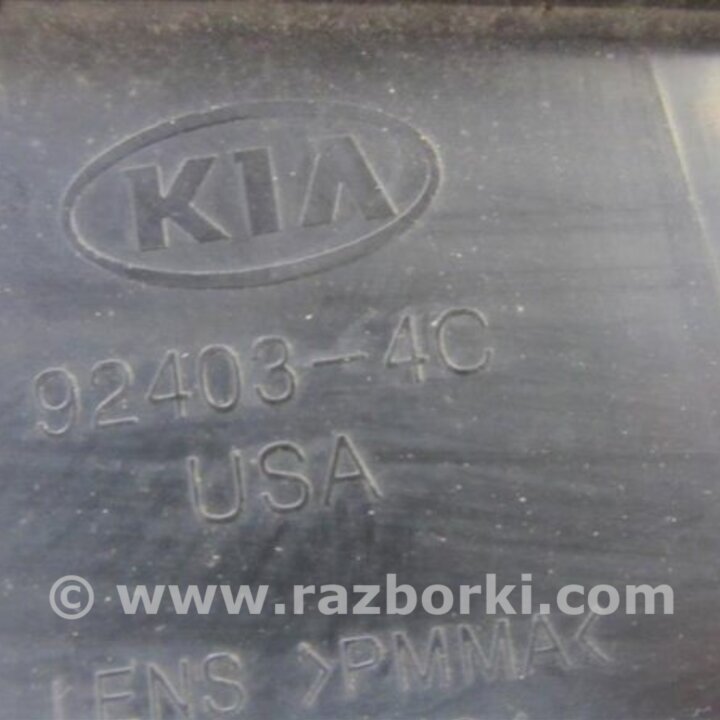 KIA
92403-4C
USA
© www.razborki.com
LENS >PMMA<